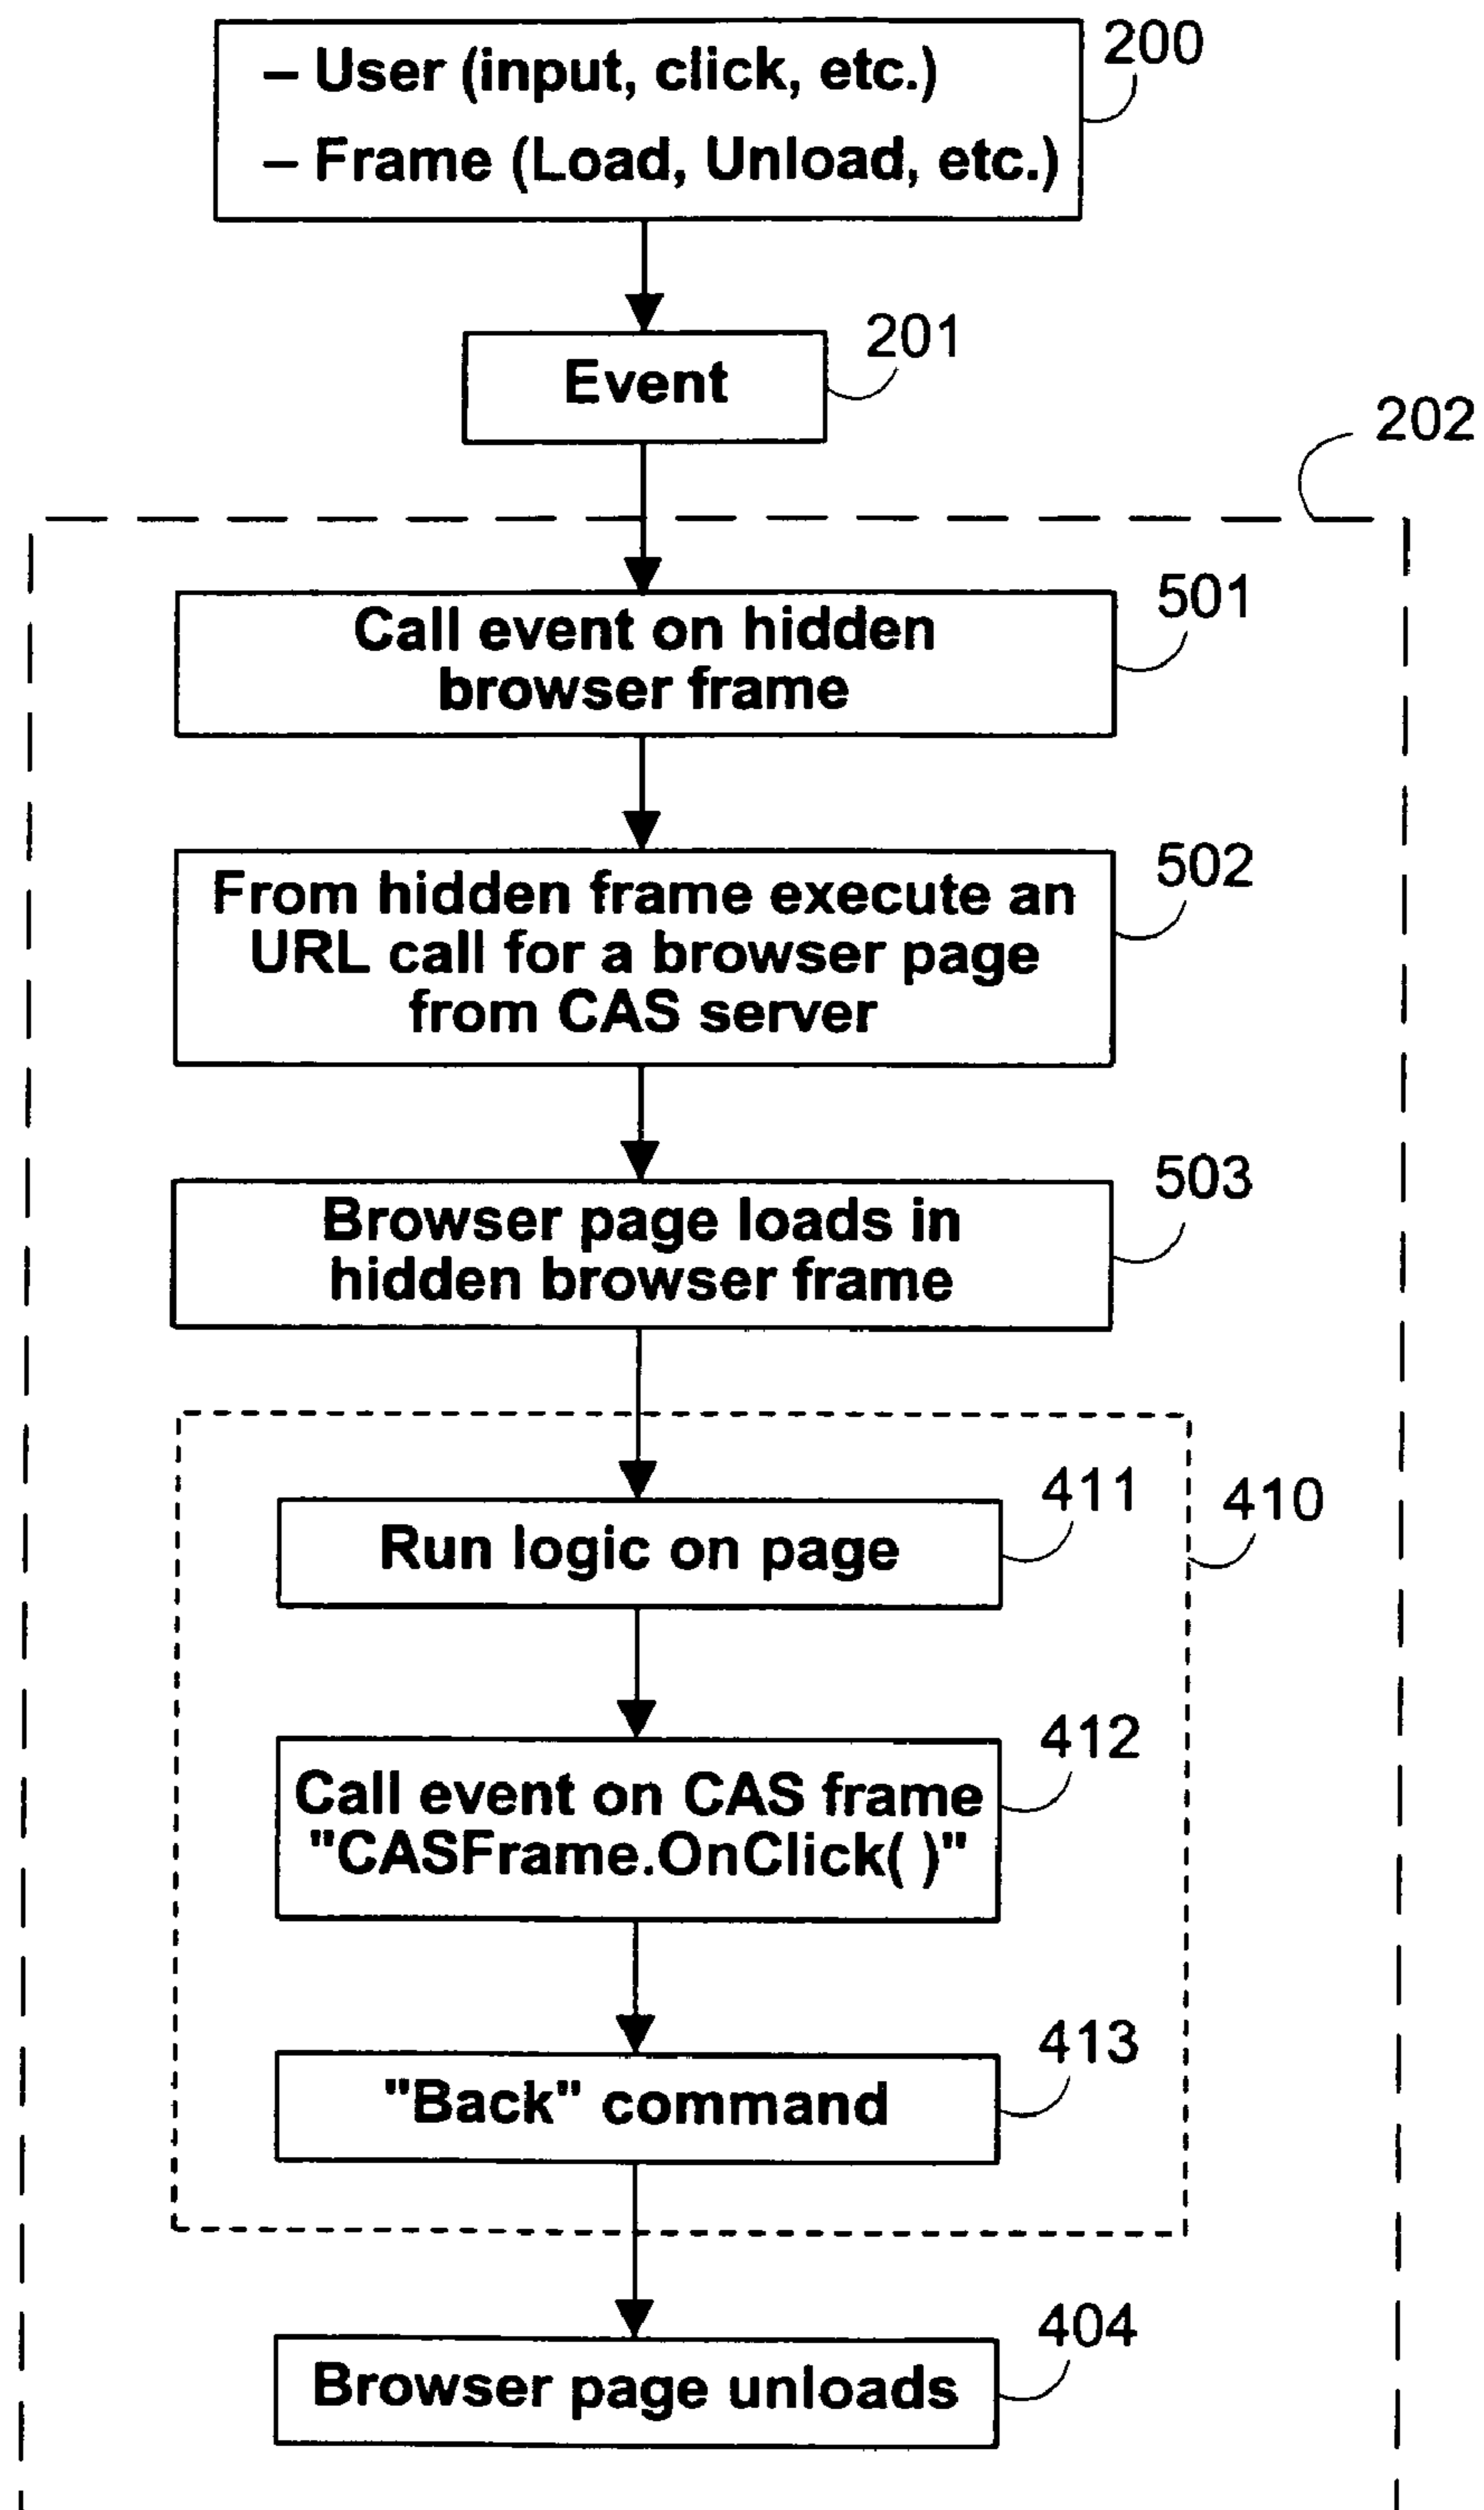 200
– User (input, click, etc.)
– Frame (Load, Unload, etc.)
201
Event
202
501
Call event on hidden
browser frame
502
From hidden frame execute an
URL call for a browser page
from CAS server
503
Browser page loads in
hidden browser frame
411
410
Run logic on page
412
Call event on CAS frame
"CASFrame.OnClick( )"
413
"Back" command
404
Browser page unloads